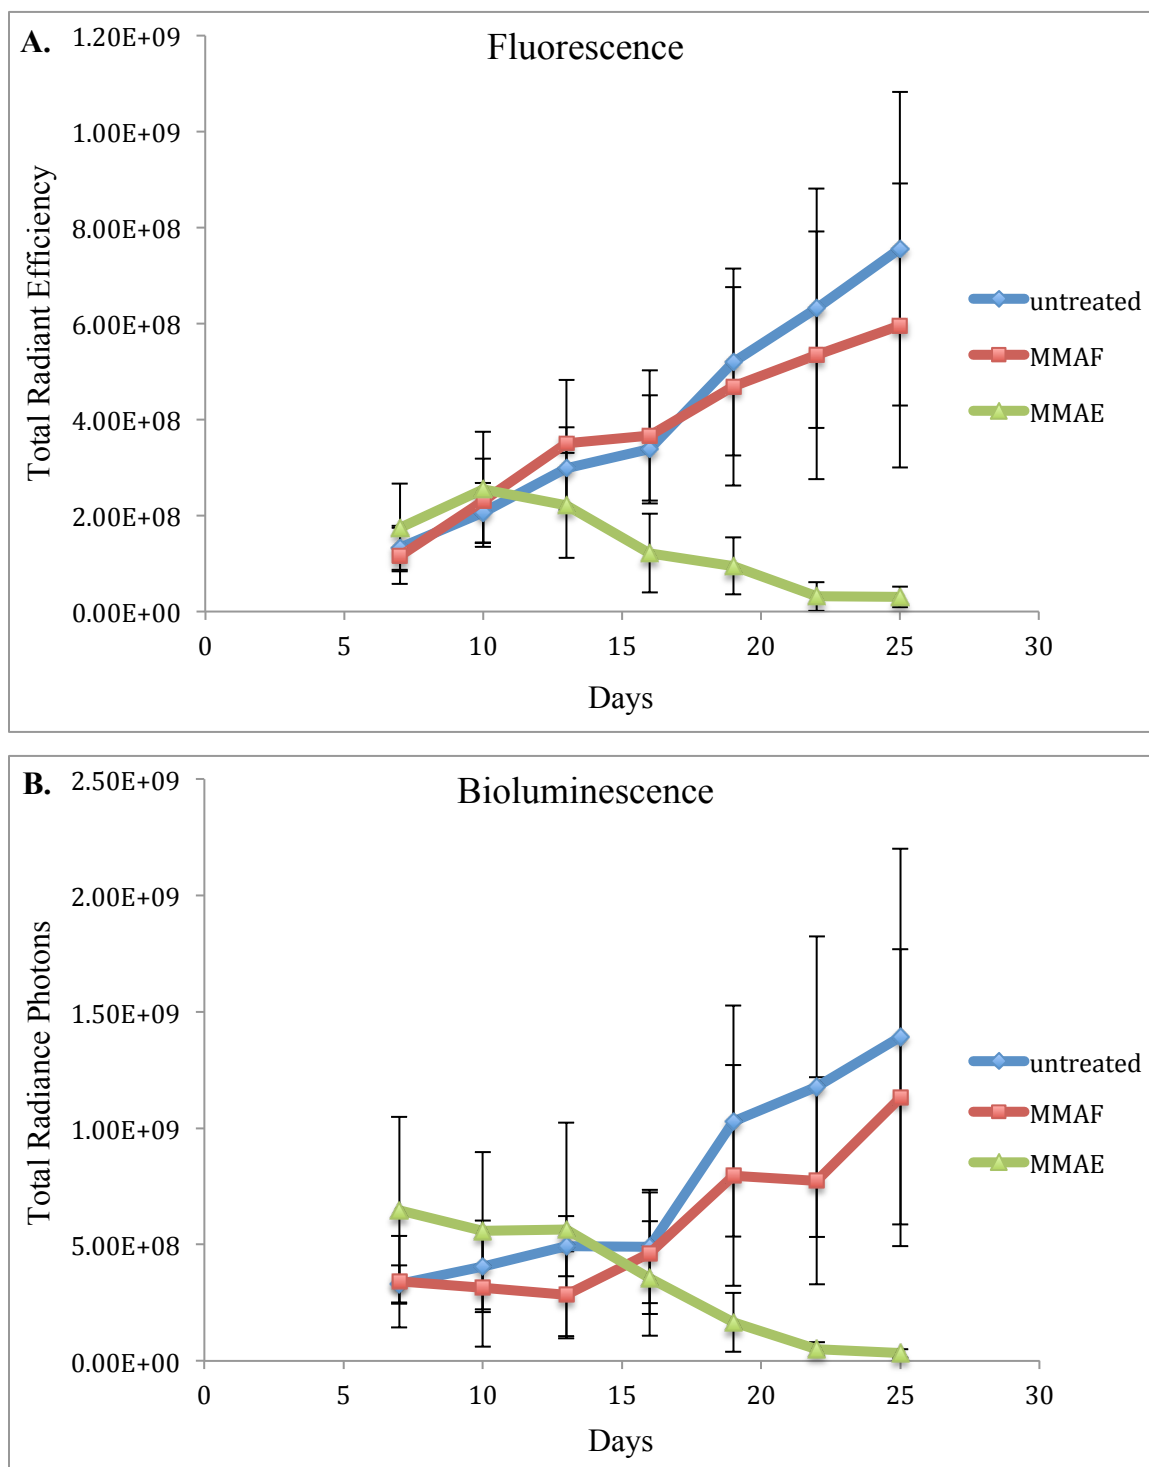 A.
Fluorescence
1.20E+09
1.00E+09
8.00E+08
6.00E+08
4.00E+08
2.00E+08
0.00E+00
Total Radiant Efficiency
0 5 10 15 20 25 30
Days
untreated
MMAF
MMAE
B.
Bioluminescence
2.50E+09
2.00E+09
1.50E+09
1.00E+09
5.00E+08
0.00E+00
Total Radiance Photons
0 5 10 15 20 25 30
Days
untreated
MMAF
MMAE